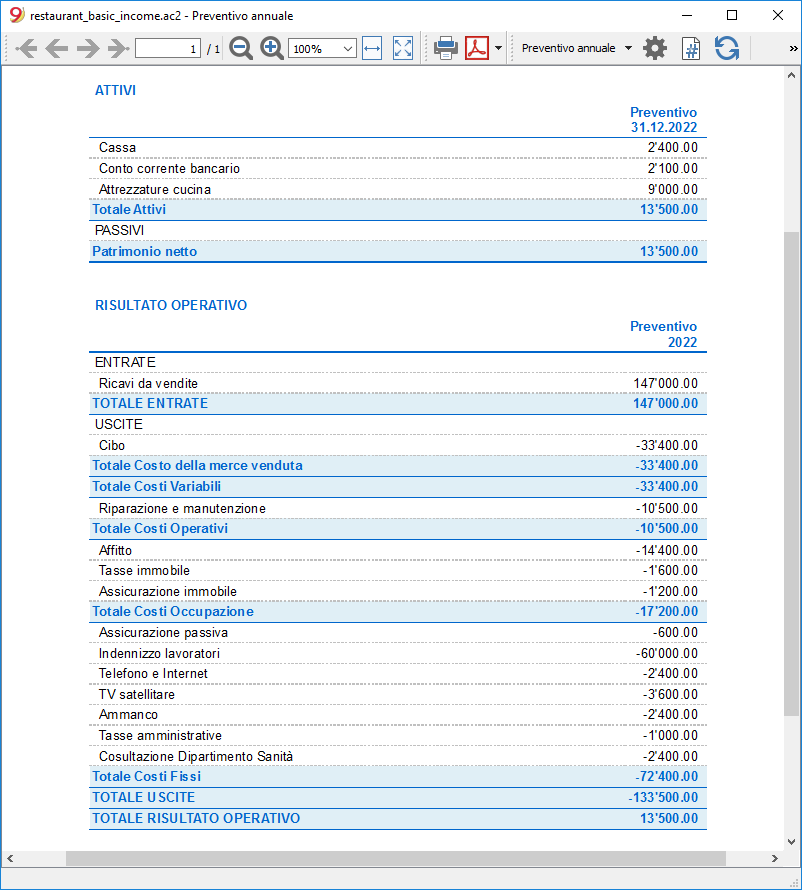 restaurant_basic_income.ac2 - Preventivo annuale
1 / 1 100% Preventivo annuale »
ATTIVI
Preventivo
31.12.2022
Cassa 2'400.00
Conto corrente bancario 2'100.00
Attrezzature cucina 9'000.00
Totale Attivi 13'500.00
PASSIVI
Patrimonio netto 13'500.00
RISULTATO OPERATIVO
Preventivo
2022
ENTRATE
Ricavi da vendite 147'000.00
TOTALE ENTRATE 147'000.00
USCITE
Cibo -33'400.00
Totale Costo della merce venduta -33'400.00
Totale Costi Variabili -33'400.00
Riparazione e manutenzione -10'500.00
Totale Costi Operativi -10'500.00
Affitto -14'400.00
Tasse immobile -1'600.00
Assicurazione immobile -1'200.00
Totale Costi Occupazione -17'200.00
Assicurazione passiva -600.00
Indennizzo lavoratori -60'000.00
Telefono e Internet -2'400.00
TV satellitare -3'600.00
Ammanco -2'400.00
Tasse amministrative -1'000.00
Cosultazione Dipartimento Sanità -2'400.00
Totale Costi Fissi -72'400.00
TOTALE USCITE -133'500.00
TOTALE RISULTATO OPERATIVO 13'500.00